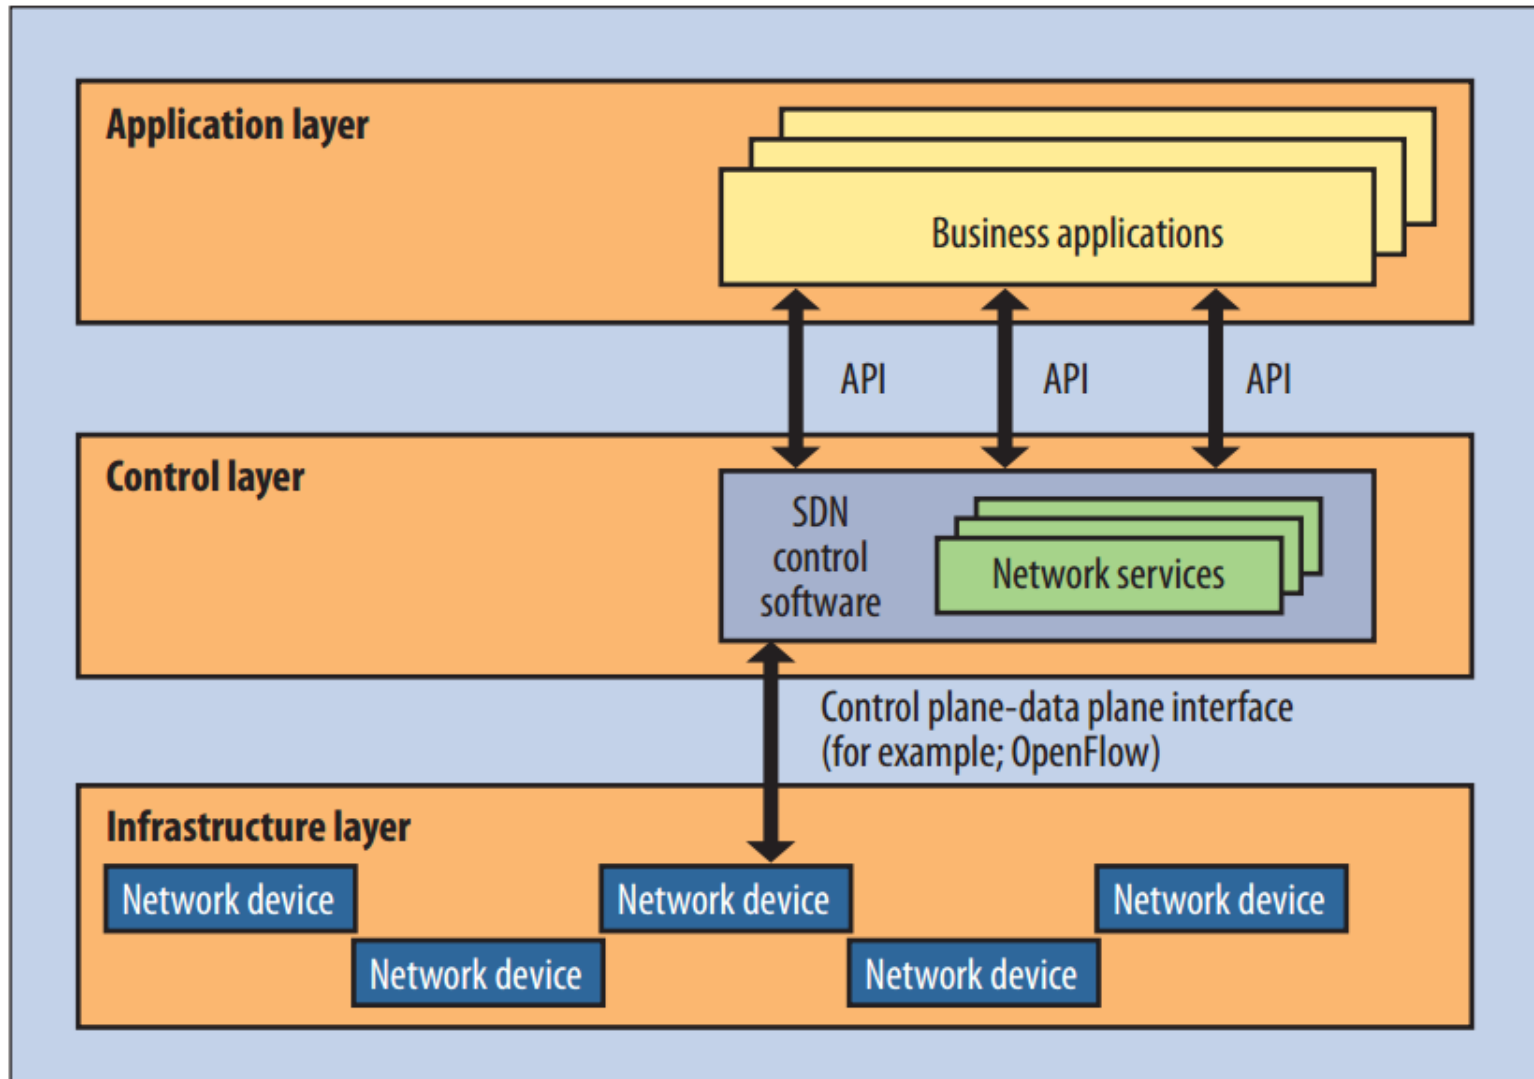 Application layer
Business applications
API API API
Control layer
SDN
control
software
Network services
Control plane-data plane interface
(for example; OpenFlow)
Infrastructure layer
Network device Network device Network device
Network device Network device